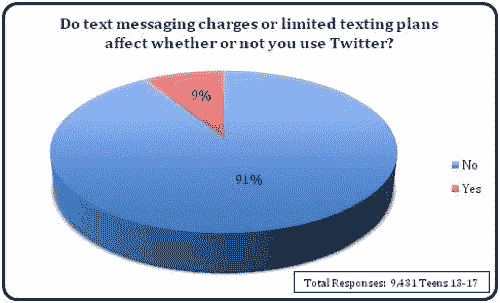 Do text messaging charges or limited texting plans
affect whether or not you use Twitter?
9%
91%
No
Yes
Total Responses: 9,431 Teens 13-17